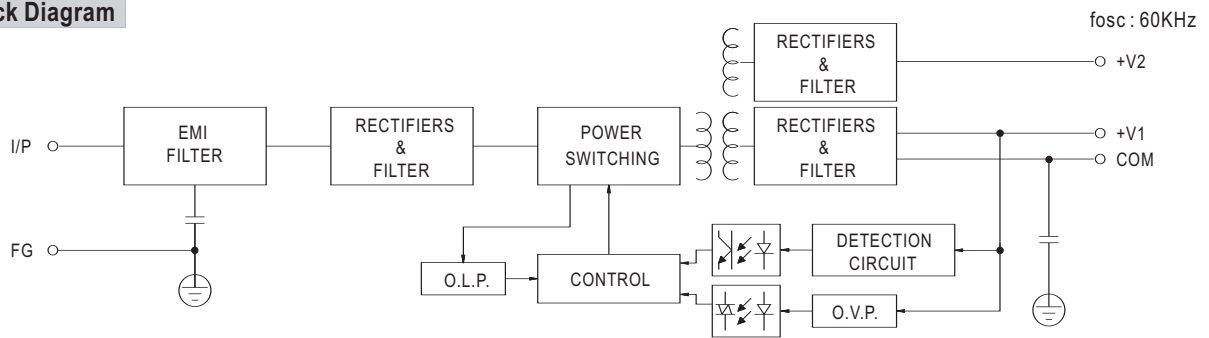 ck Diagram
fosc : 60KHz
RECTIFIERS
&
FILTER
+V2
I/P
EMI
FILTER
RECTIFIERS
&
FILTER
POWER
SWITCHING
RECTIFIERS
&
FILTER
+V1
COM
FG
O.L.P.
CONTROL
DETECTION
CIRCUIT
O.V.P.